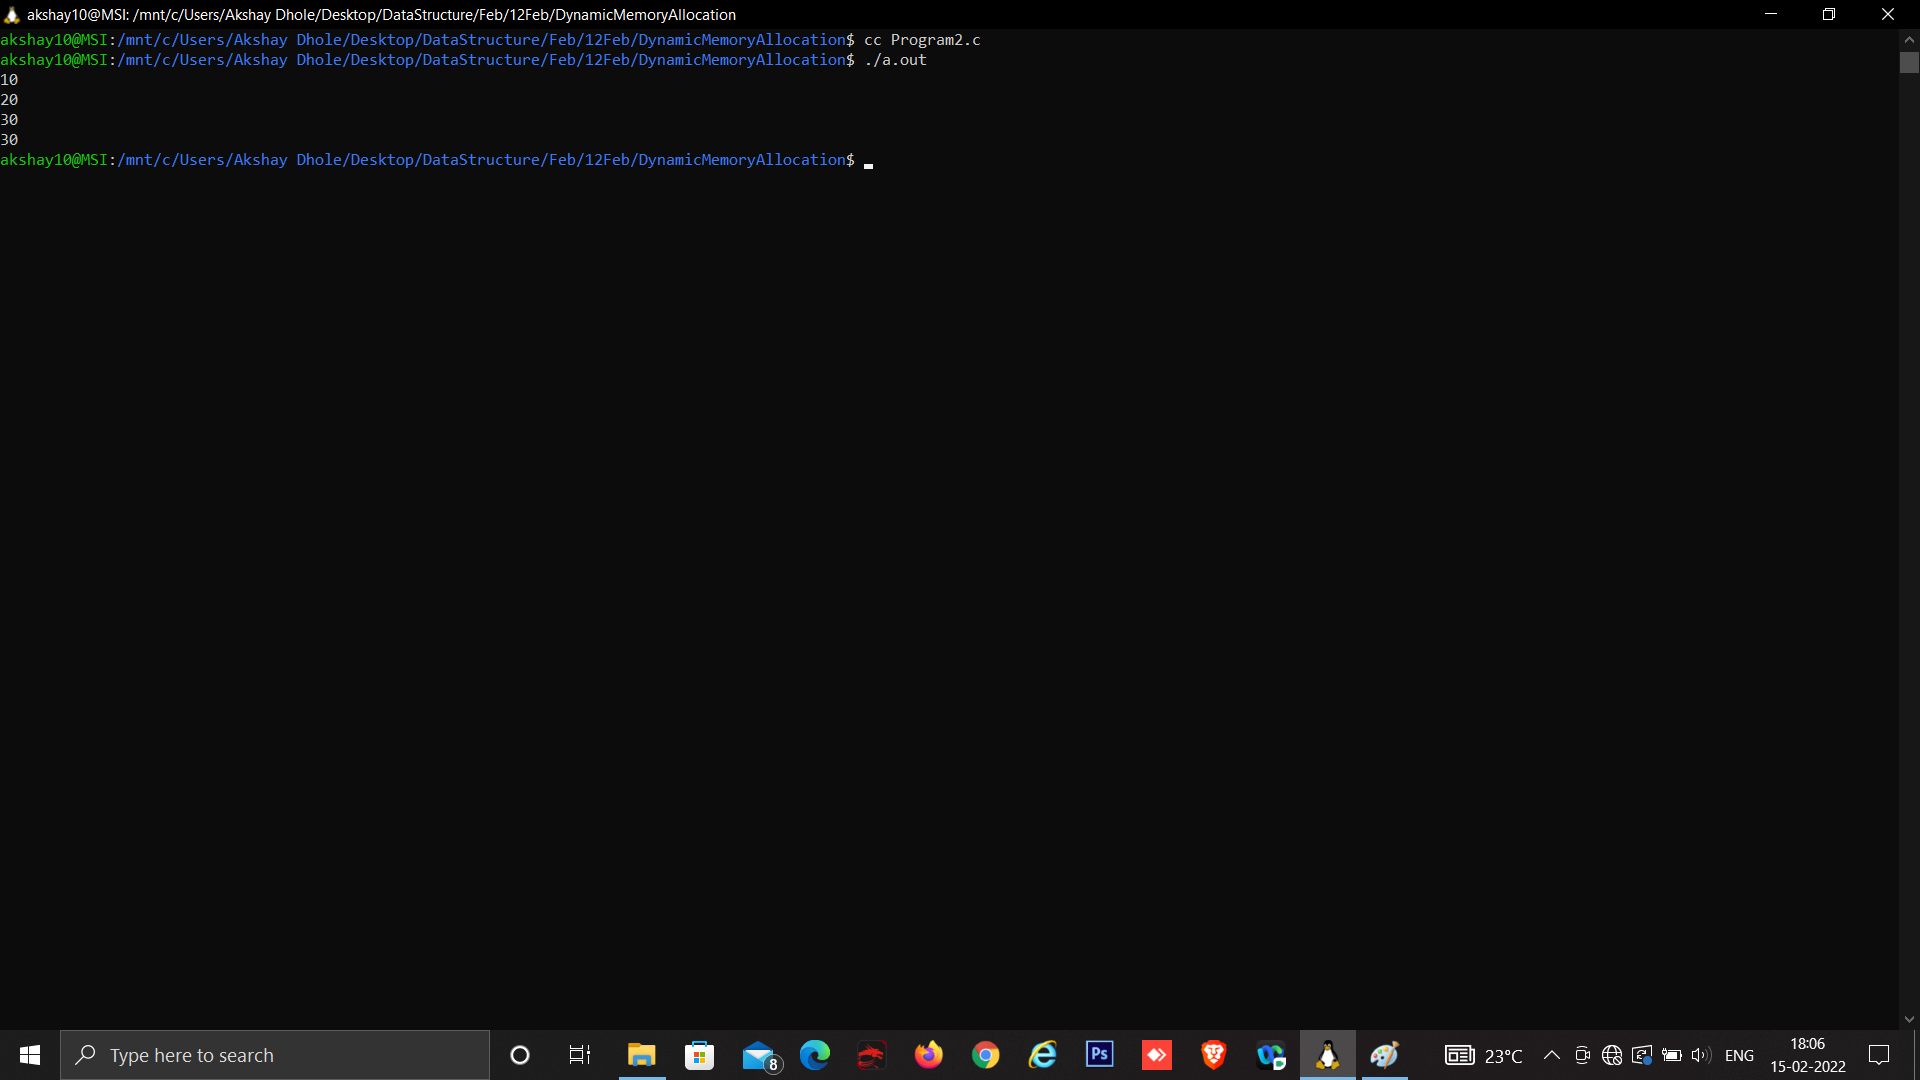 akshay10@MSI: /mnt/c/Users/Akshay Dhole/Desktop/DataStructure/Feb/12Feb/DynamicMemoryAllocation
akshay10@MSI:/mnt/c/Users/Akshay Dhole/Desktop/DataStructure/Feb/12Feb/DynamicMemoryAllocation$ cc Program2.c
akshay10@MSI:/mnt/c/Users/Akshay Dhole/Desktop/DataStructure/Feb/12Feb/DynamicMemoryAllocation$ ./a.out
10
20
30
30
akshay10@MSI:/mnt/c/Users/Akshay Dhole/Desktop/DataStructure/Feb/12Feb/DynamicMemoryAllocation$
Type here to search
8
Ps
23°C
ENG
18:06
15-02-2022